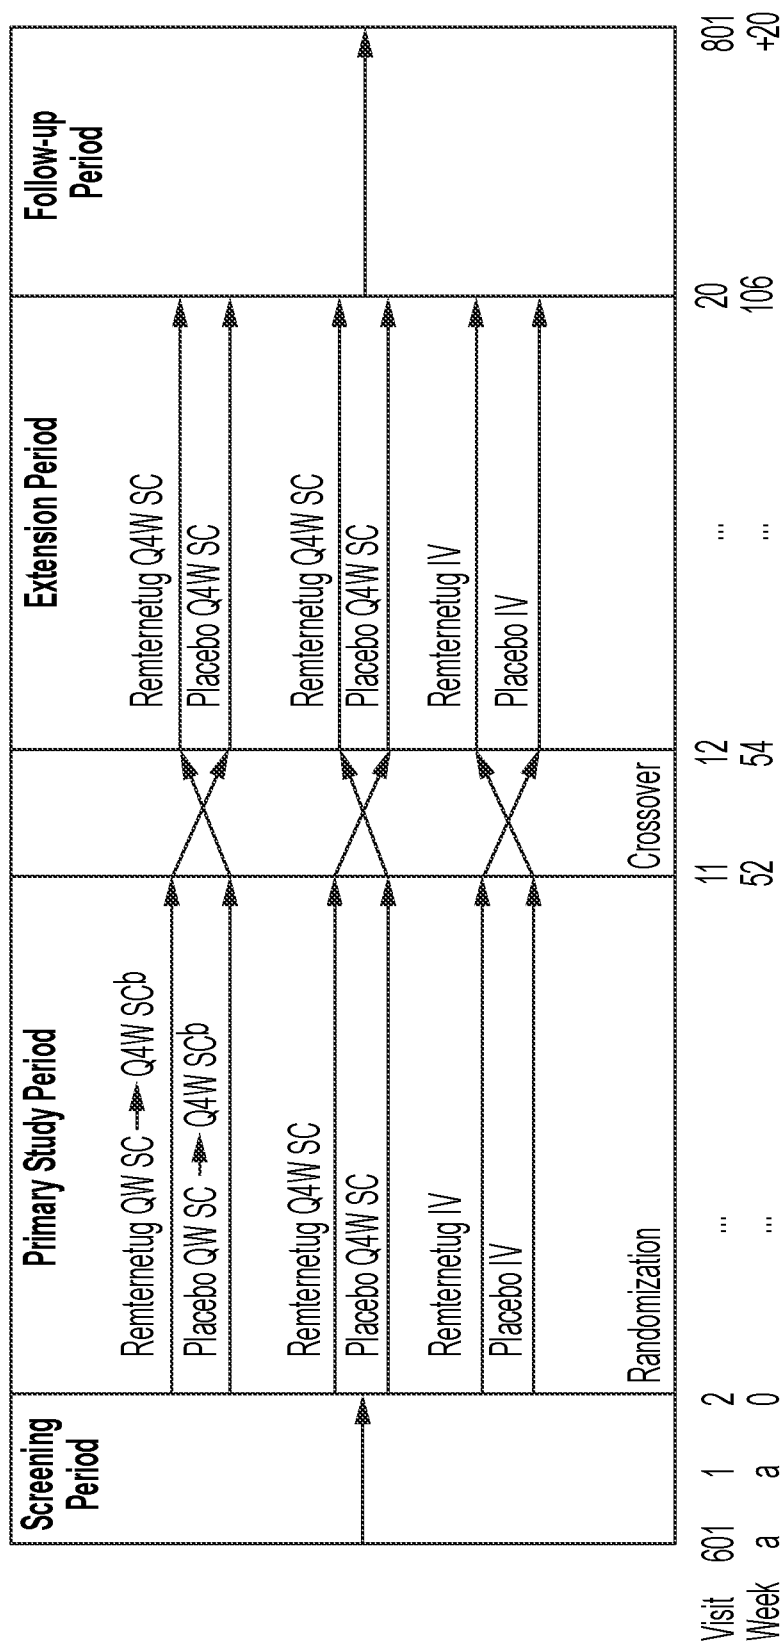 Screening
Period
Primary Study Period
Extension Period
Follow-up
Period
Remternetug QW SC Q4W SCb
Placebo QW SC Q4W SCb
Remternetug Q4W SC
Placebo Q4W SC
Remternetug Q4W SC
Placebo Q4W SC
Remternetug Q4W SC
Placebo Q4W SC
Remternetug IV
Placebo IV
Remternetug IV
Placebo IV
Randomization
Crossover
Visit 601 1 2 ... 11 12 ... 20 801
Week a a 0 ... 52 54 ... 106 +20